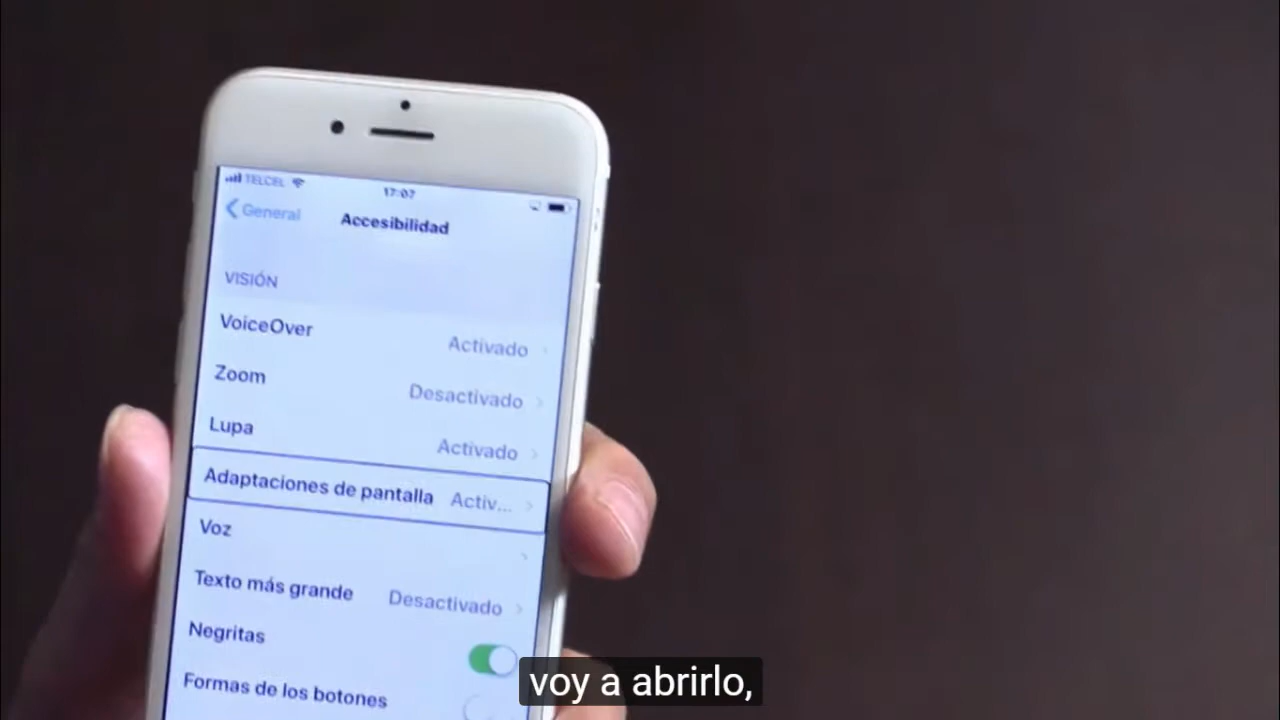 TELCEL
17:07
General
Accesibilidad
VISIÓN
VoiceOver Activado
Zoom Desactivado
Lupa Activado
Adaptaciones de pantalla Activ...
Voz
Texto más grande Desactivado
Negritas
Formas de los botones
voy a abrirlo,